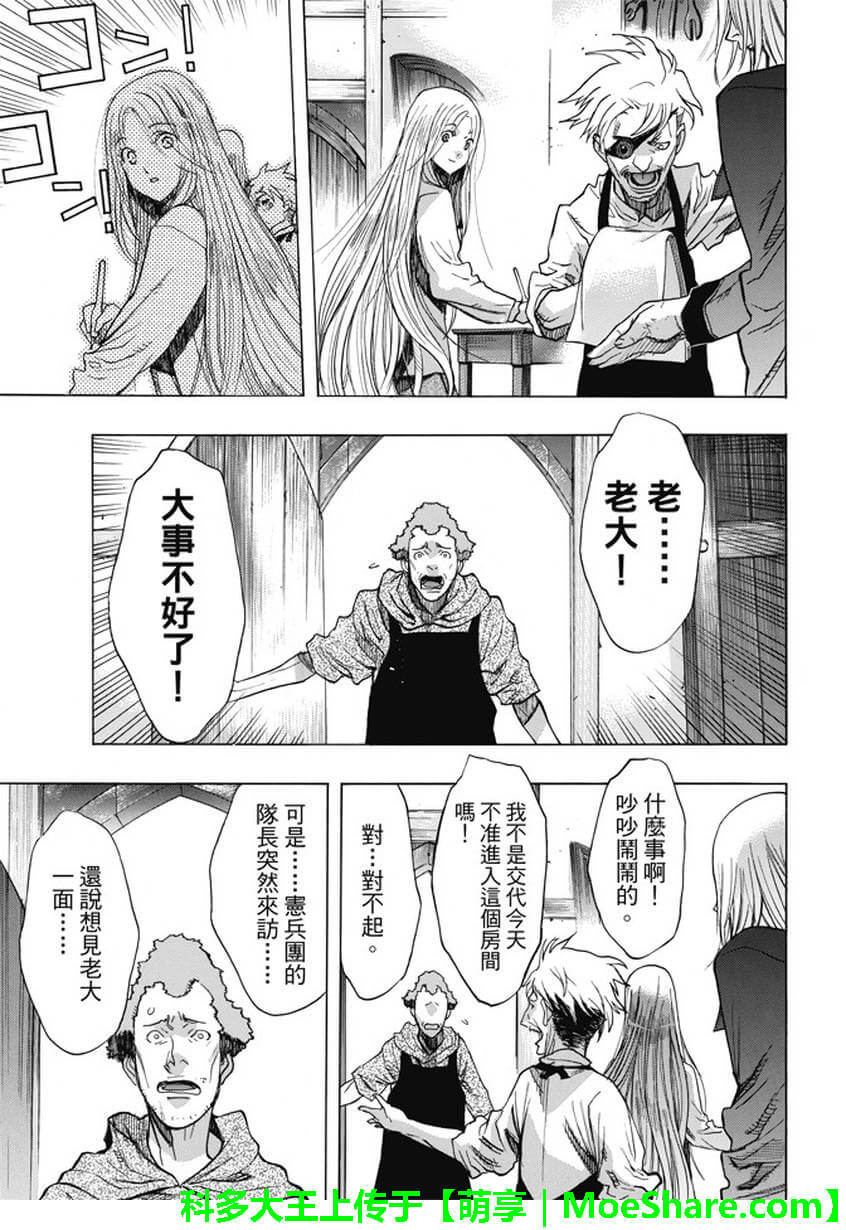 コン！
コン！
老……
老大！
大事不好了！
什麼事啊！
吵吵鬧鬧的。
我不是交代今天
不准進入這個房間
嗎！
對…對不起。
可是……憲兵團的
隊長突然來訪……
還說想見老大
一面……
科多大王上传于【萌享｜MoeShare.com】